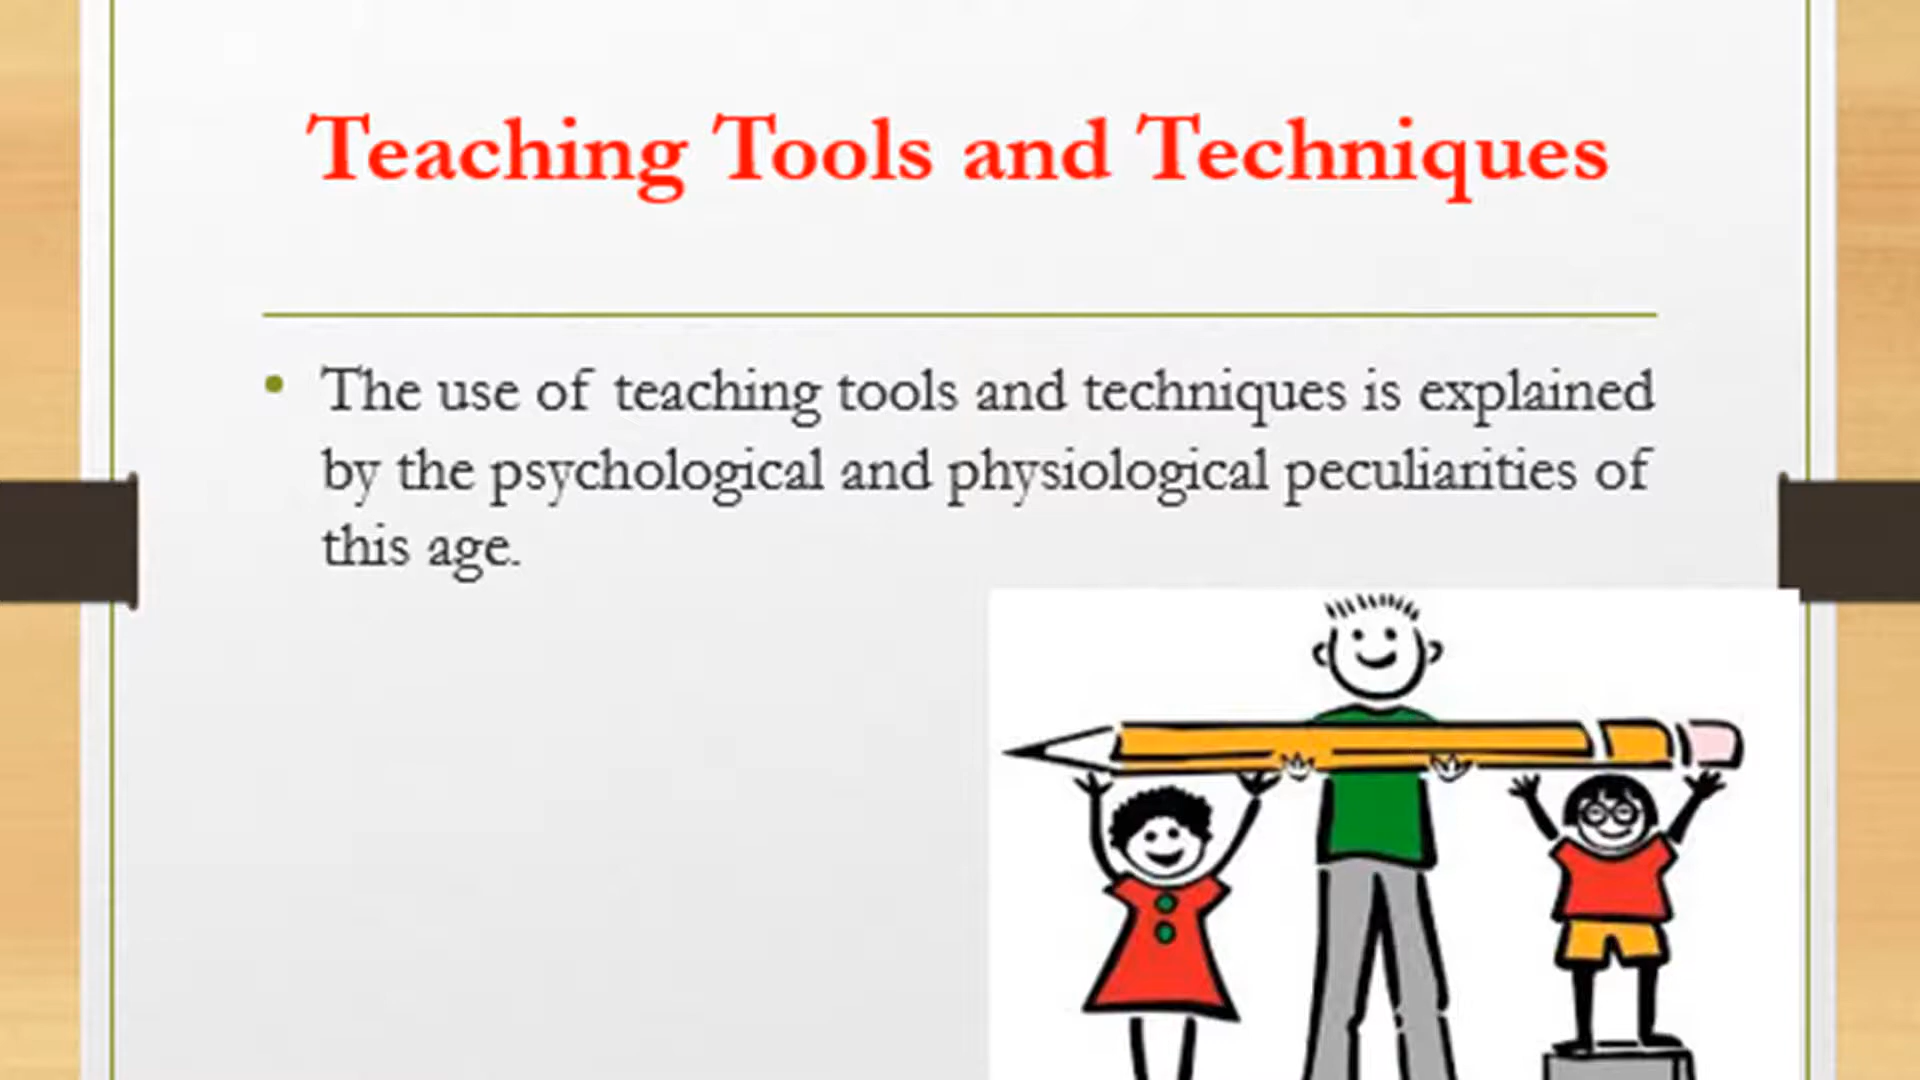 Teaching Tools and Techniques
• The use of teaching tools and techniques is explained
by the psychological and physiological peculiarities of
this age.